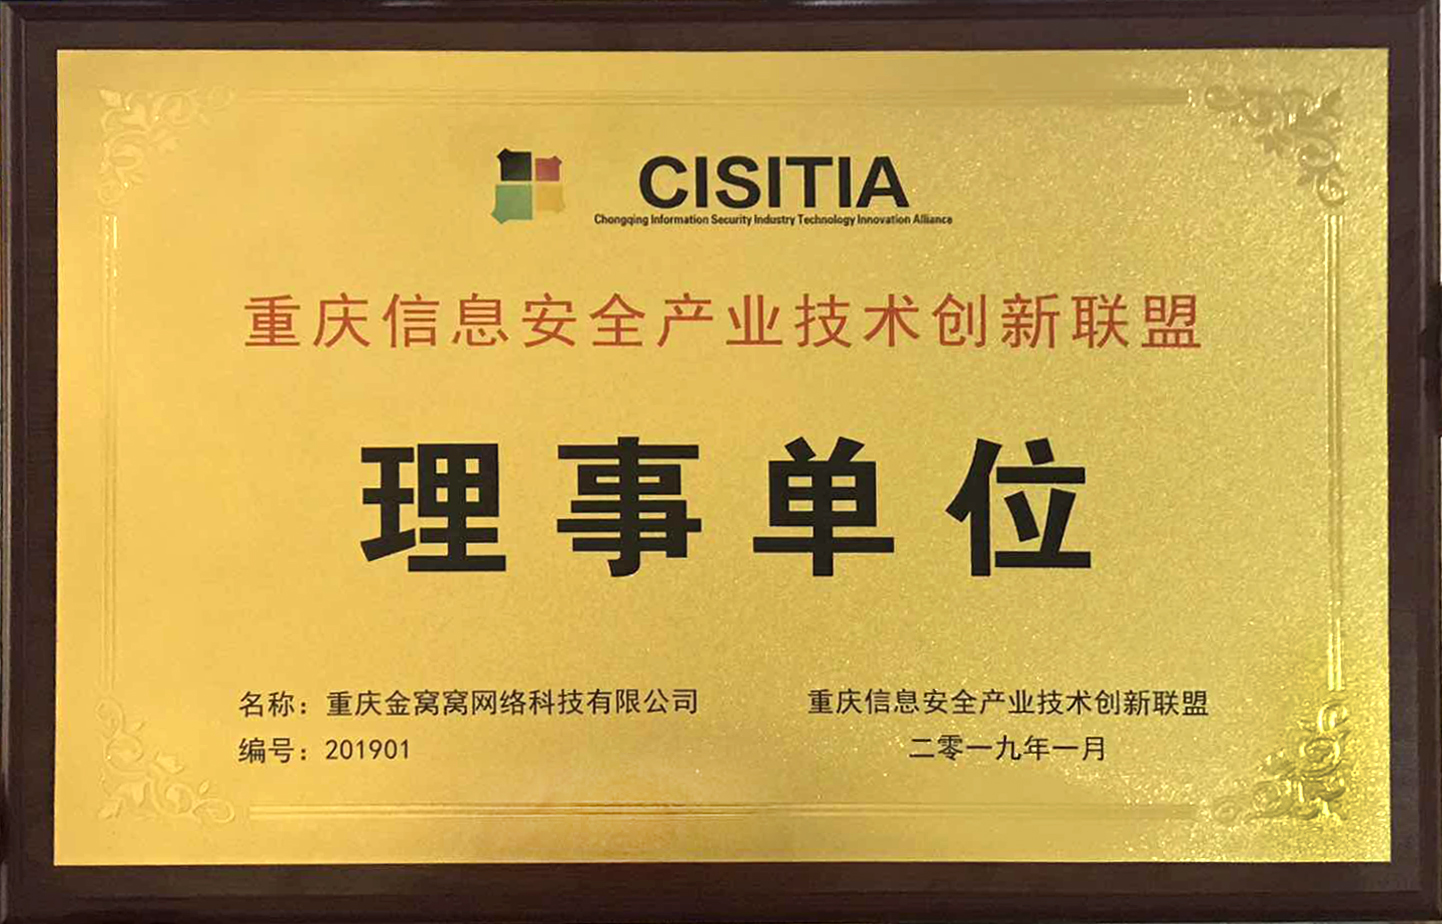 CISITIA
Chongqing Information Security Industry Technology Innovation Alliance
重庆信息安全产业技术创新联盟
理事单位
名称：重庆金窝窝网络科技有限公司
编号：201901
重庆信息安全产业技术创新联盟
二零一九年一月